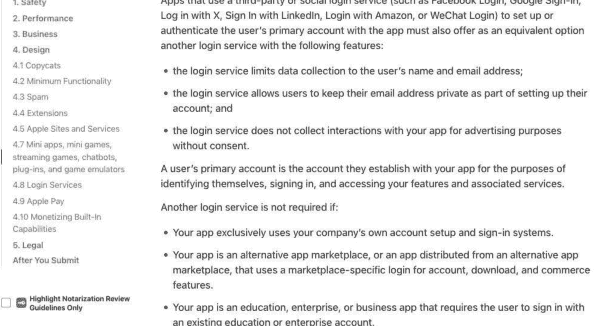 1. Safety
2. Performance
3. Business
4. Design
4.1 Copycats
4.2 Minimum Functionality
4.3 Spam
4.4 Extensions
4.5 Apple Sites and Services
4.7 Mini apps, mini games,
streaming games, chatbots,
plug-ins, and game emulators
4.8 Login Services
4.9 Apple Pay
4.10 Monetizing Built-In
Capabilities
5. Legal
After You Submit
Highlight Notarization Review
Guidelines Only
Apps that use a third-party or social login service (such as Facebook Login, Google Sign-In,
Log in with X, Sign In with LinkedIn, Login with Amazon, or WeChat Login) to set up or
authenticate the user's primary account with the app must also offer as an equivalent option
another login service with the following features:
• the login service limits data collection to the user's name and email address;
• the login service allows users to keep their email address private as part of setting up their
account; and
• the login service does not collect interactions with your app for advertising purposes
without consent.
A user's primary account is the account they establish with your app for the purposes of
identifying themselves, signing in, and accessing your features and associated services.
Another login service is not required if:
• Your app exclusively uses your company's own account setup and sign-in systems.
• Your app is an alternative app marketplace, or an app distributed from an alternative app
marketplace, that uses a marketplace-specific login for account, download, and commerce
features.
• Your app is an education, enterprise, or business app that requires the user to sign in with
an existing education or enterprise account.